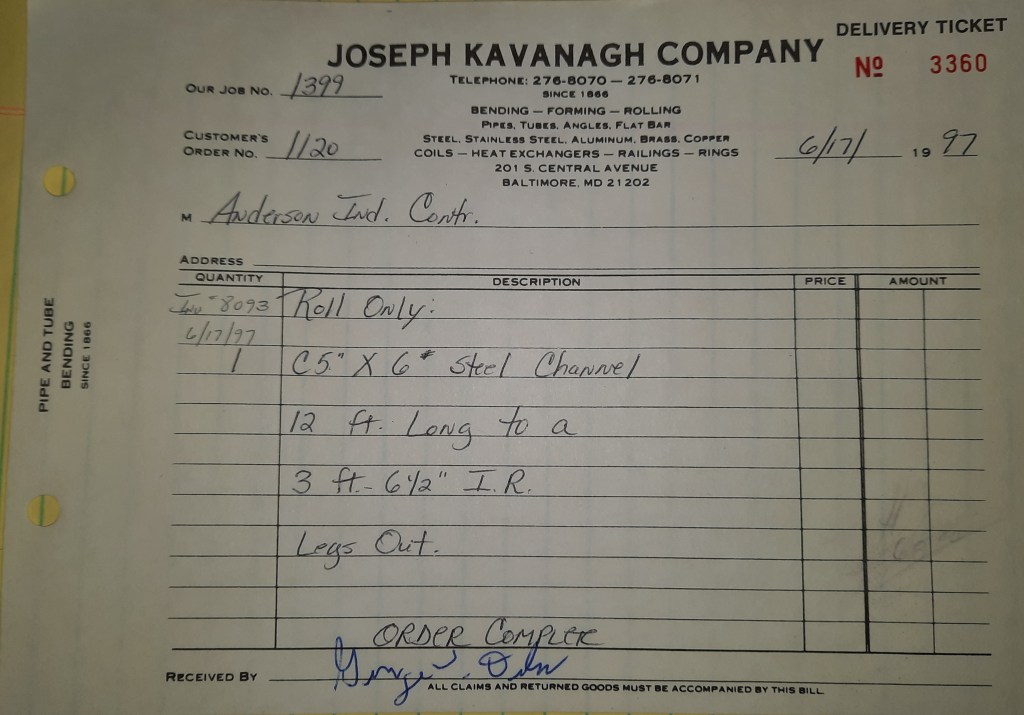 DELIVERY TICKET
JOSEPH KAVANAGH COMPANY
Nº 3360
TELEPHONE: 276-8070 — 276-8071
SINCE 1866
OUR JOB NO. 1399
BENDING — FORMING — ROLLING
PIPES, TUBES, ANGLES, FLAT BAR
CUSTOMER'S
ORDER NO. 1120
STEEL, STAINLESS STEEL, ALUMINUM, BRASS, COPPER
COILS — HEAT EXCHANGERS — RAILINGS — RINGS
6/17/ 19 97
201 S. CENTRAL AVENUE
BALTIMORE, MD 21202
M Anderson Ind. Contr.
ADDRESS
QUANTITY DESCRIPTION PRICE AMOUNT
Inv # 8093 Roll Only:
6/17/97
1 C5" X 6# Steel Channel
12 ft. Long to a
3 ft.- 6 1/2" I.R.
Legs Out.
ORDER COMPLETE
RECEIVED BY George
ALL CLAIMS AND RETURNED GOODS MUST BE ACCOMPANIED BY THIS BILL
PIPE AND TUBE
BENDING
SINCE 1866